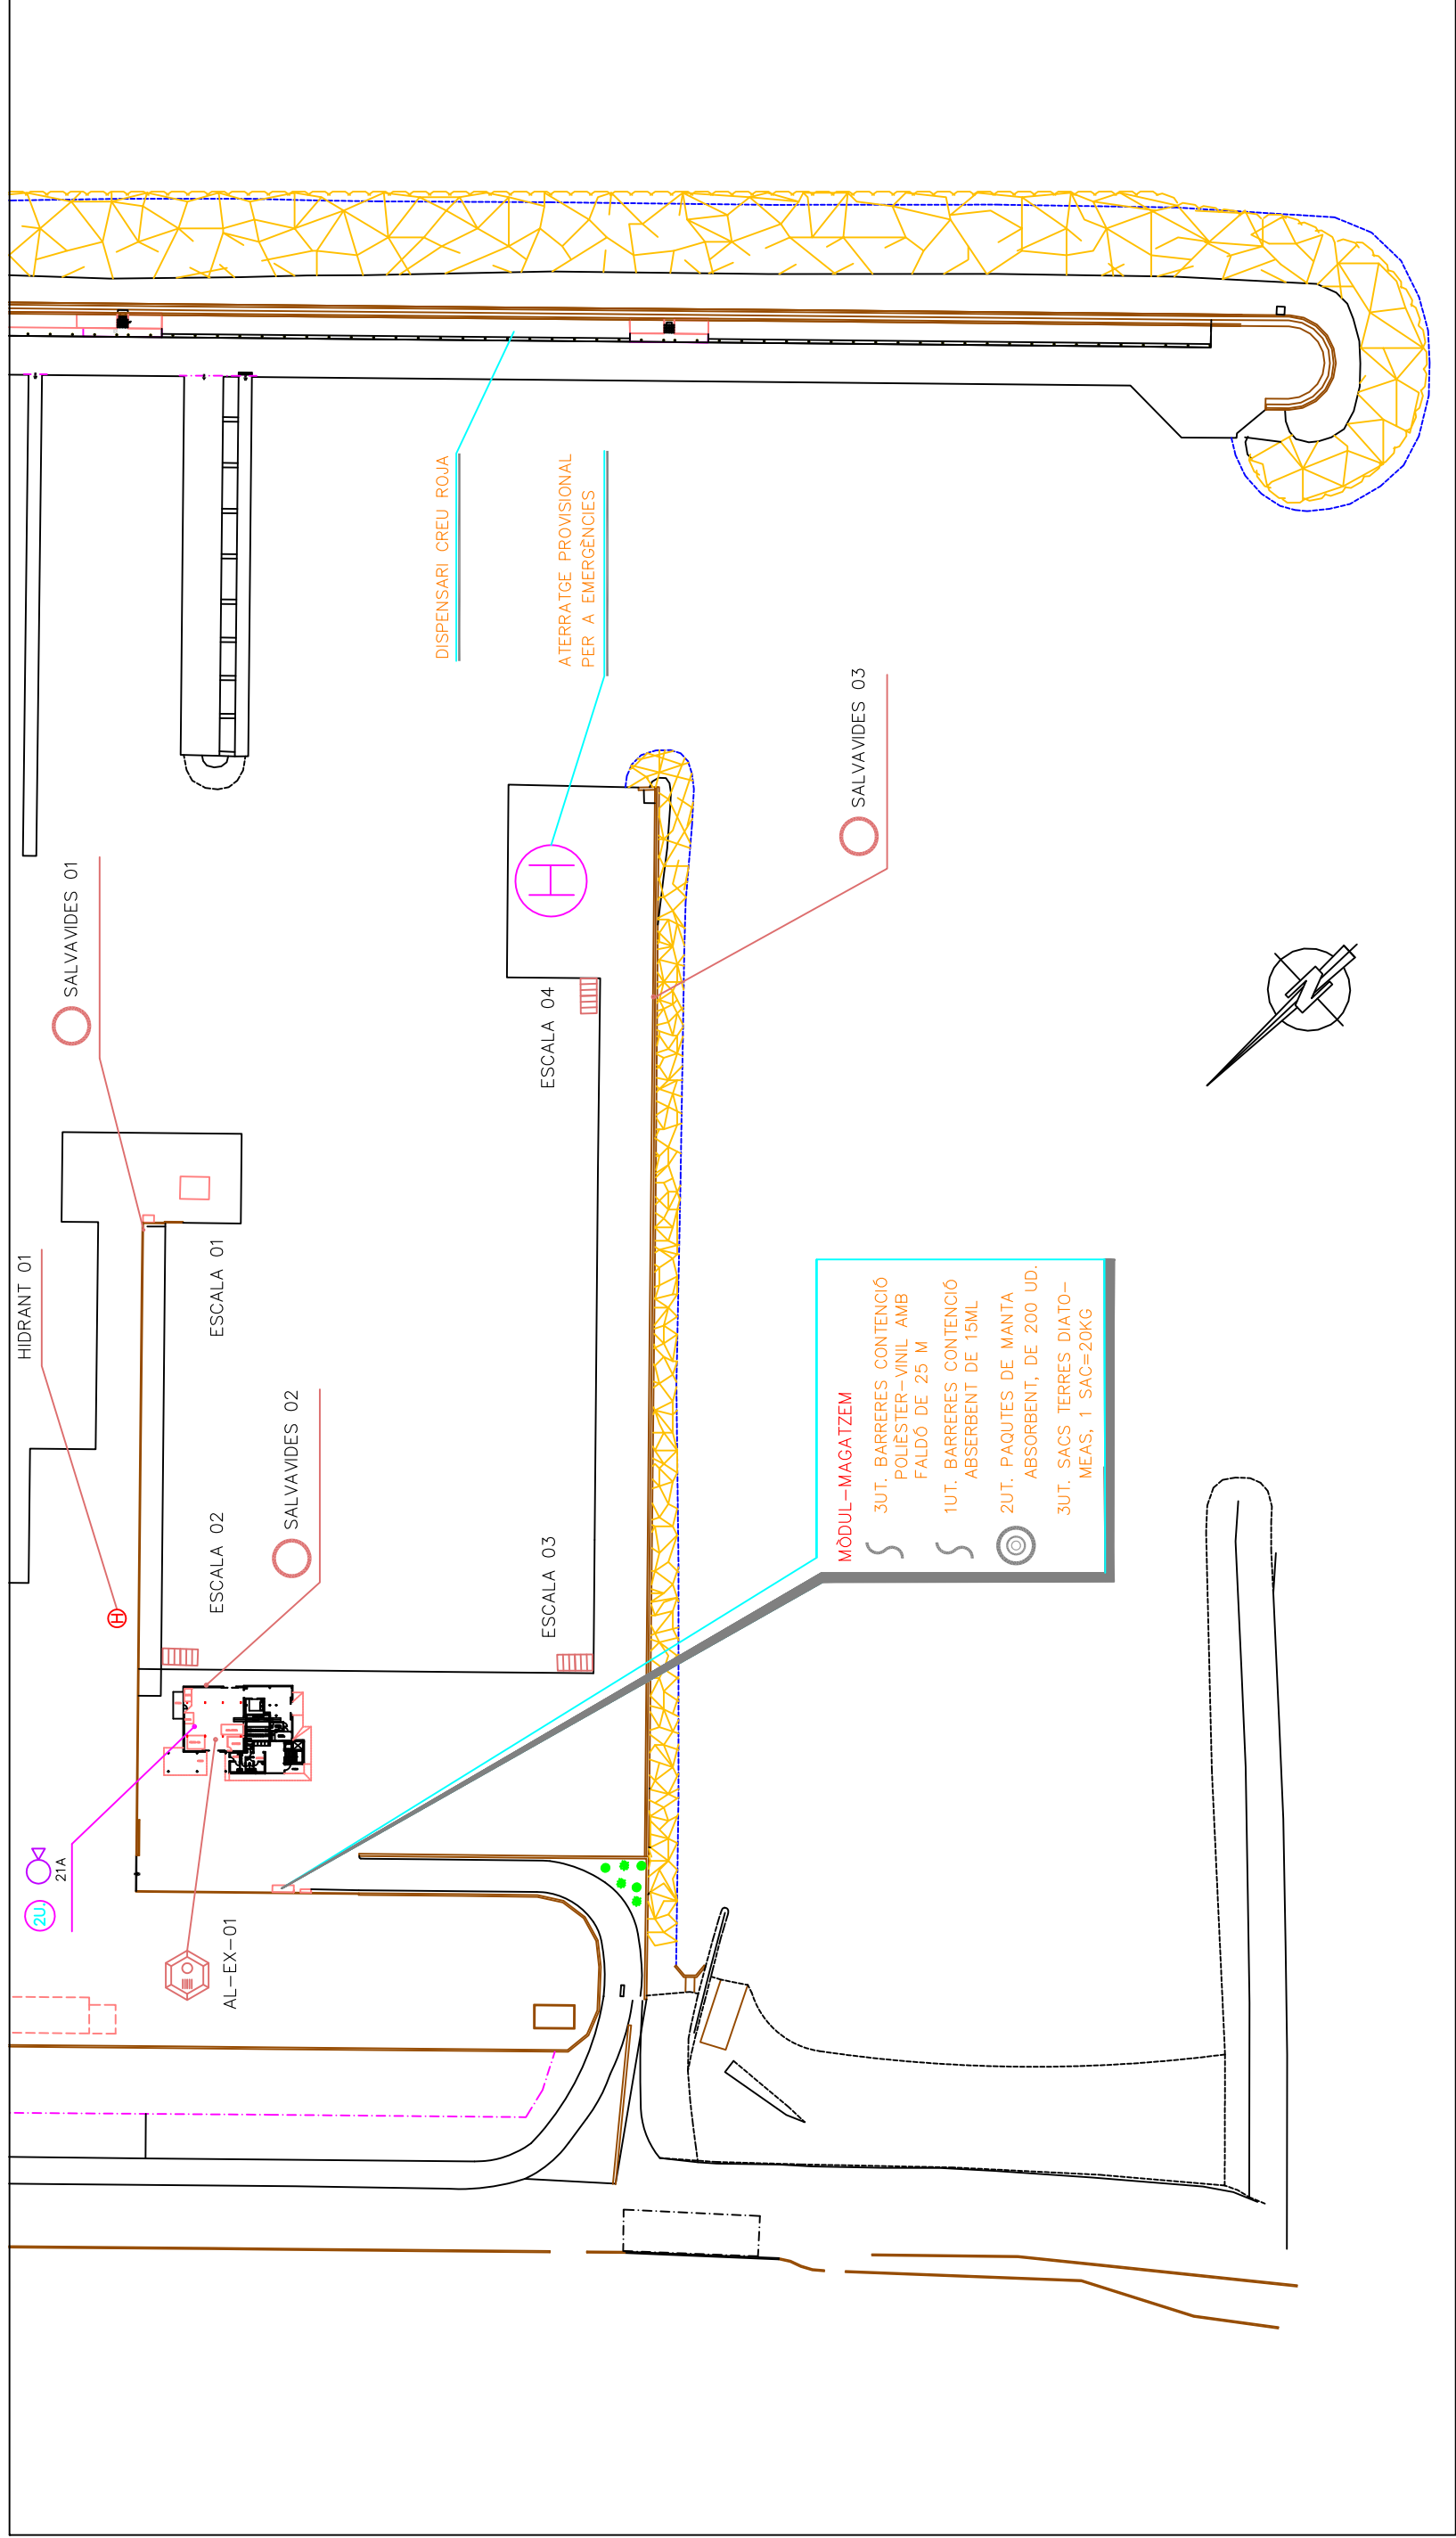 HIDRANT 01
SALVAVIDES 01
ESCALA 01
ESCALA 02
SALVAVIDES 02
2U.
21A
AL-EX-01
H
DISPENSARI CREU ROJA
ATERRATGE PROVISIONAL
PER A EMERGÈNCIES
H
ESCALA 04
ESCALA 03
SALVAVIDES 03
MÒDUL-MAGATZEM
3UT. BARRERES CONTENCIÓ
POLIÈSTER-VINIL AMB
FALDÓ DE 25 M
1UT. BARRERES CONTENCIÓ
ABSERBENT DE 15ML
2UT. PAQUTES DE MANTA
ABSORBENT, DE 200 UD.
3UT. SACS TERRES DIATO-
MEAS, 1 SAC=20KG
N